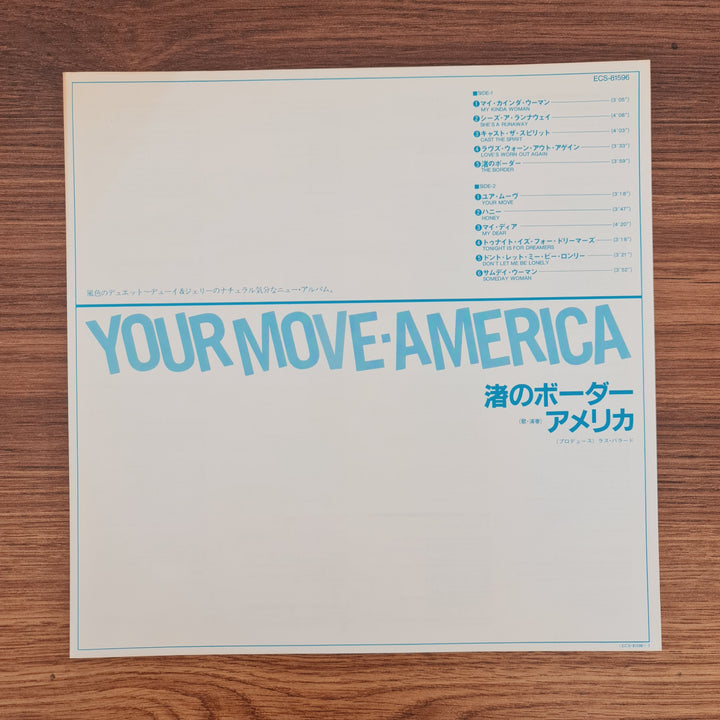 ECS-81596
■SIDE-1
❶マイ・カインダ・ウーマン (3'05")
MY KINDA WOMAN
❷シーズ・ア・ランナウェイ (4'08")
SHE'S A RUNAWAY
❸キャスト・ザ・スピリット (4'03")
CAST THE SPIRIT
❹ラヴズ・ウォーン・アウト・アゲイン (3'33")
LOVE'S WORN OUT AGAIN
❺渚のボーダー (3'59")
THE BORDER
■SIDE-2
❶ユア・ムーヴ (3'18")
YOUR MOVE
❷ハニー (3'47")
HONEY
❸マイ・ディア (4'20")
MY DEAR
❹トゥナイト・イズ・フォー・ドリーマーズ (3'18")
TONIGHT IS FOR DREAMERS
❺ドント・レット・ミー・ビー・ロンリー (3'21")
DON'T LET ME BE LONELY
❻サムデイ・ウーマン (3'52")
SOMEDAY WOMAN
風色のデュエット〜デューイ&ジェリーのナチュラル気分なニュー・アルバム。
YOUR MOVE·AMERICA
渚のボーダー
(歌・演奏) アメリカ
(プロデュース) ラス・バラード